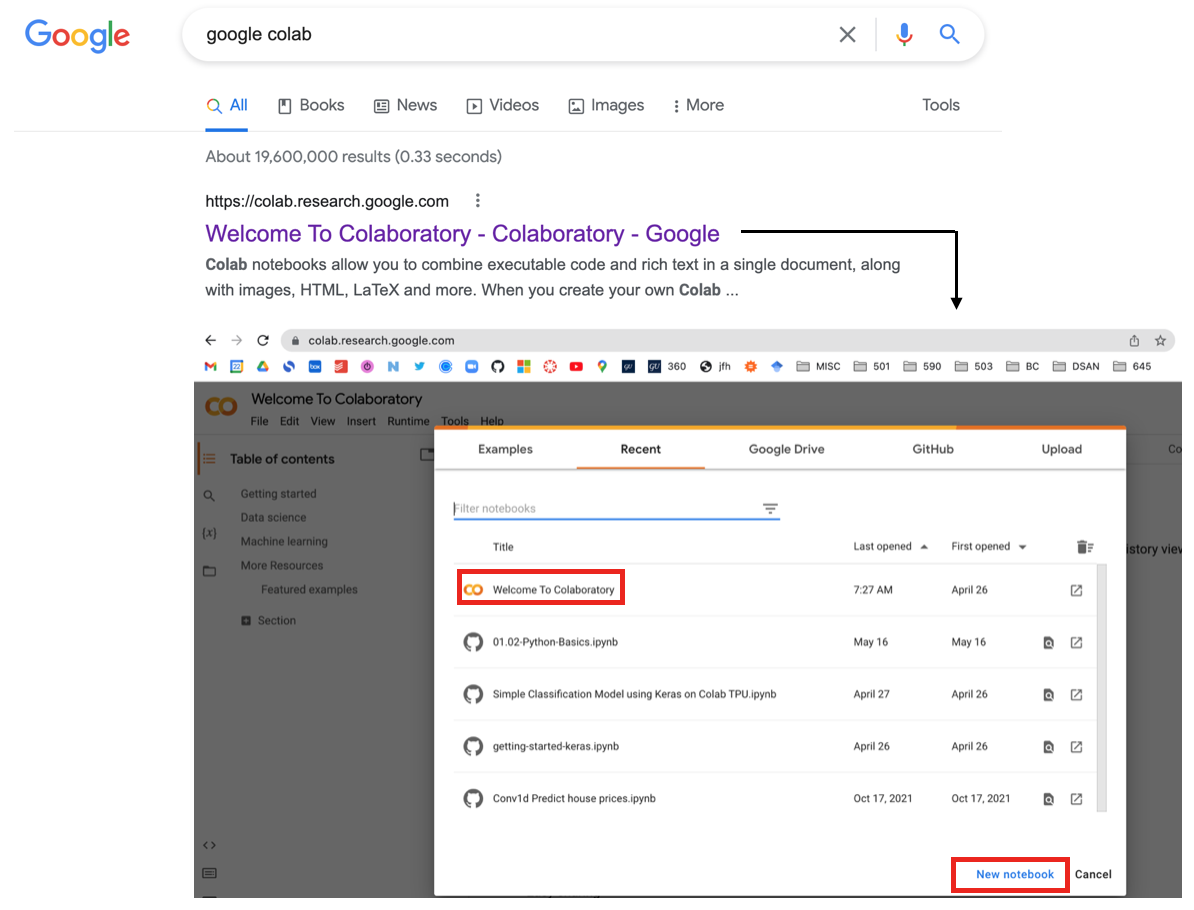 Google
google colab
All Books News Videos Images More Tools
About 19,600,000 results (0.33 seconds)
https://colab.research.google.com
Welcome To Colaboratory - Colaboratory - Google
Colab notebooks allow you to combine executable code and rich text in a single document, along
with images, HTML, LaTeX and more. When you create your own Colab ...
colab.research.google.com
360 jfh MISC 501 590 503 BC DSAN 645
Welcome To Colaboratory
File Edit View Insert Runtime Tools Help
Examples Recent Google Drive GitHub Upload
Co
Table of contents
Getting started
Data science
Machine learning
More Resources
Featured examples
Section
Filter notebooks
Title Last opened First opened
istory view
Welcome To Colaboratory 7:27 AM April 26
01.02-Python-Basics.ipynb May 16 May 16
Simple Classification Model using Keras on Colab TPU.ipynb April 27 April 26
getting-started-keras.ipynb April 26 April 26
Conv1d Predict house prices.ipynb Oct 17, 2021 Oct 17, 2021
New notebook Cancel